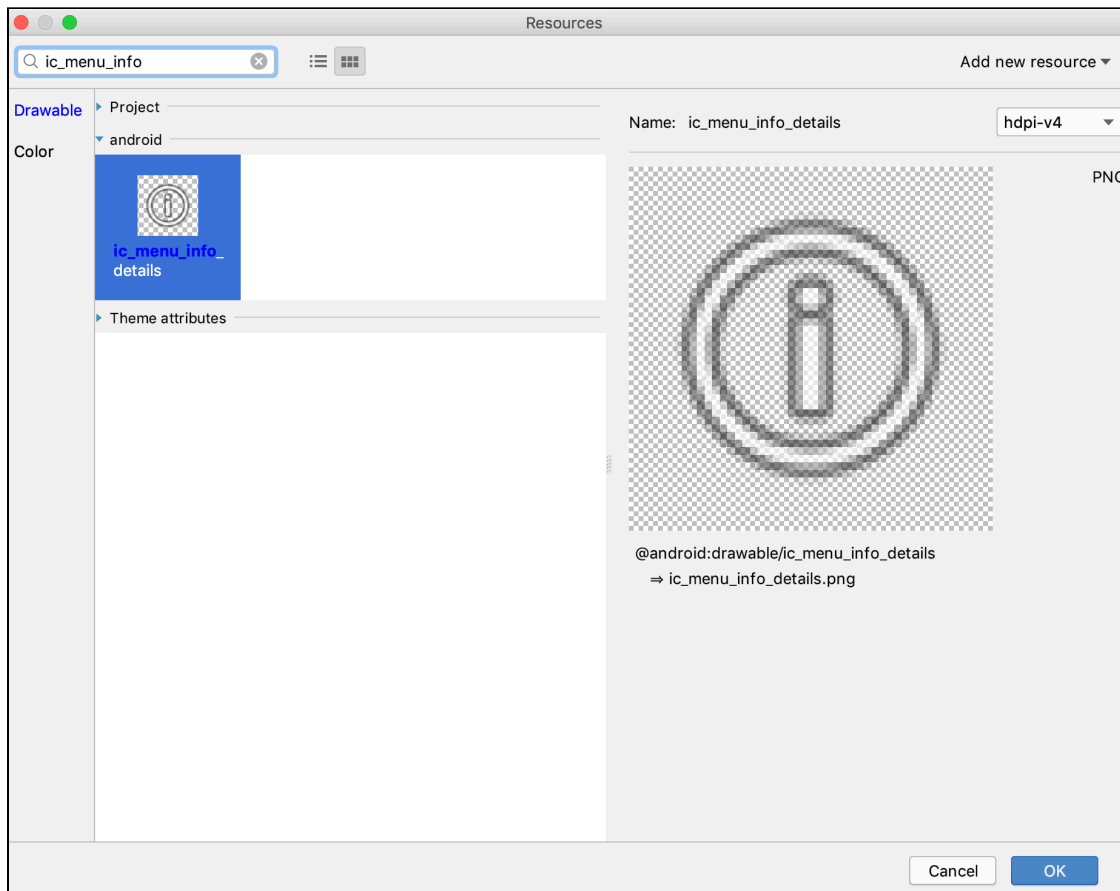 Resources
ic_menu_info
Add new resource
Drawable
Color
Project
android
ic_menu_info_
details
Theme attributes
Name: ic_menu_info_details
hdpi-v4
PNG
@android:drawable/ic_menu_info_details
⇒ ic_menu_info_details.png
Cancel
OK